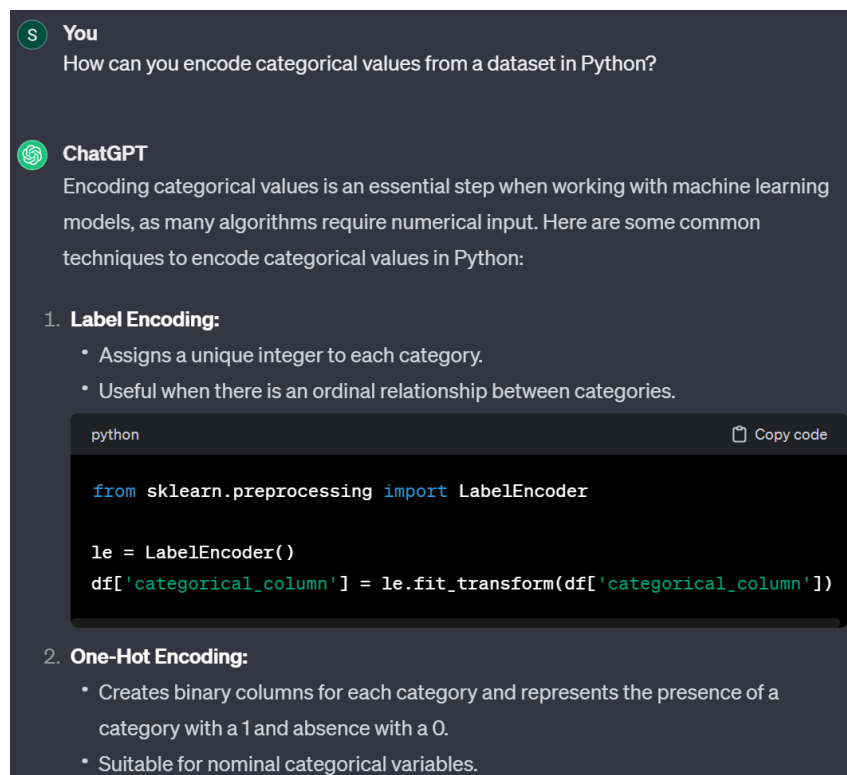 S You
How can you encode categorical values from a dataset in Python?
ChatGPT
Encoding categorical values is an essential step when working with machine learning
models, as many algorithms require numerical input. Here are some common
techniques to encode categorical values in Python:
1. Label Encoding:
• Assigns a unique integer to each category.
• Useful when there is an ordinal relationship between categories.
python Copy code
from sklearn.preprocessing import LabelEncoder
le = LabelEncoder()
df['categorical_column'] = le.fit_transform(df['categorical_column'])
2. One-Hot Encoding:
• Creates binary columns for each category and represents the presence of a
category with a 1 and absence with a 0.
• Suitable for nominal categorical variables.